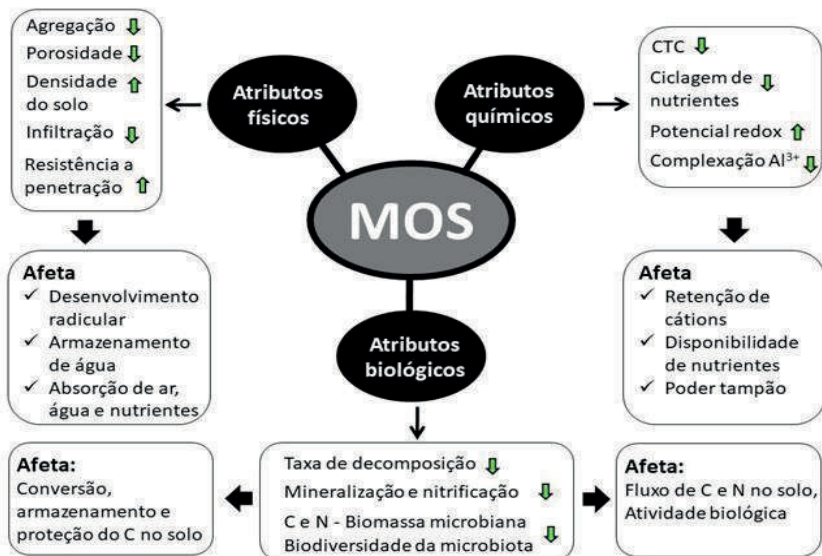 Agregação
Porosidade
Densidade
do solo
Infiltração
Resistência a
penetração
Atributos
físicos
Atributos
químicos
CTC
Ciclagem de
nutrientes
Potencial redox
Complexação Al³⁺
MOS
Afeta
✓ Desenvolvimento
radicular
✓ Armazenamento
de água
✓ Absorção de ar,
água e nutrientes
Atributos
biológicos
Afeta
✓ Retenção de
cátions
✓ Disponibilidade
de nutrientes
✓ Poder tampão
Afeta:
Conversão,
armazenamento e
proteção do C no solo
Taxa de decomposição
Mineralização e nitrificação
C e N - Biomassa microbiana
Biodiversidade da microbiota
Afeta:
Fluxo de C e N no solo,
Atividade biológica